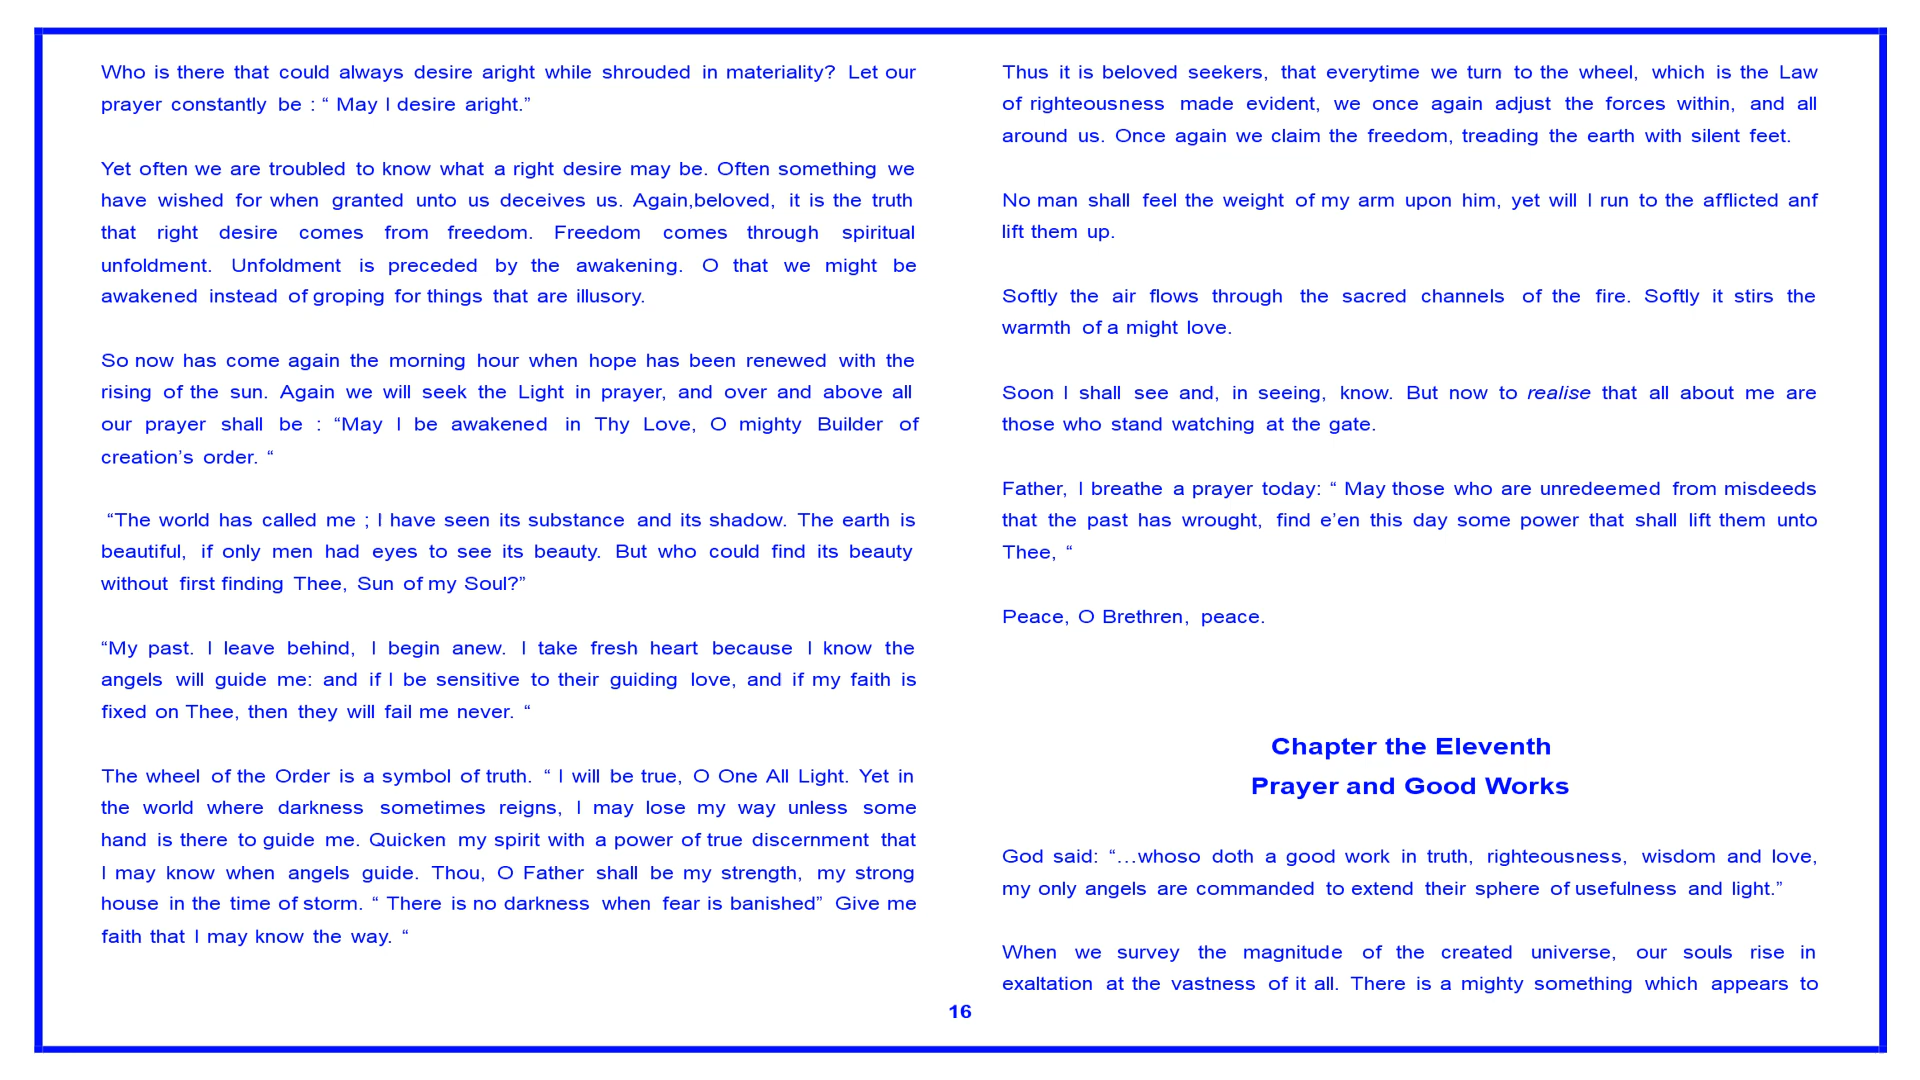 Who is there that could always desire aright while shrouded in materiality? Let our
prayer constantly be : “ May I desire aright.”
Yet often we are troubled to know what a right desire may be. Often something we
have wished for when granted unto us deceives us. Again,beloved, it is the truth
that right desire comes from freedom. Freedom comes through spiritual
unfoldment. Unfoldment is preceded by the awakening. O that we might be
awakened instead of groping for things that are illusory.
So now has come again the morning hour when hope has been renewed with the
rising of the sun. Again we will seek the Light in prayer, and over and above all
our prayer shall be : “May I be awakened in Thy Love, O mighty Builder of
creation’s order. “
“The world has called me ; I have seen its substance and its shadow. The earth is
beautiful, if only men had eyes to see its beauty. But who could find its beauty
without first finding Thee, Sun of my Soul?”
“My past. I leave behind, I begin anew. I take fresh heart because I know the
angels will guide me: and if I be sensitive to their guiding love, and if my faith is
fixed on Thee, then they will fail me never. “
The wheel of the Order is a symbol of truth. “ I will be true, O One All Light. Yet in
the world where darkness sometimes reigns, I may lose my way unless some
hand is there to guide me. Quicken my spirit with a power of true discernment that
I may know when angels guide. Thou, O Father shall be my strength, my strong
house in the time of storm. “ There is no darkness when fear is banished” Give me
faith that I may know the way. “
Thus it is beloved seekers, that everytime we turn to the wheel, which is the Law
of righteousness made evident, we once again adjust the forces within, and all
around us. Once again we claim the freedom, treading the earth with silent feet.
No man shall feel the weight of my arm upon him, yet will I run to the afflicted anf
lift them up.
Softly the air flows through the sacred channels of the fire. Softly it stirs the
warmth of a might love.
Soon I shall see and, in seeing, know. But now to realise that all about me are
those who stand watching at the gate.
Father, I breathe a prayer today: “ May those who are unredeemed from misdeeds
that the past has wrought, find e’en this day some power that shall lift them unto
Thee, “
Peace, O Brethren, peace.
Chapter the Eleventh
Prayer and Good Works
God said: “…whoso doth a good work in truth, righteousness, wisdom and love,
my only angels are commanded to extend their sphere of usefulness and light.”
When we survey the magnitude of the created universe, our souls rise in
exaltation at the vastness of it all. There is a mighty something which appears to
16